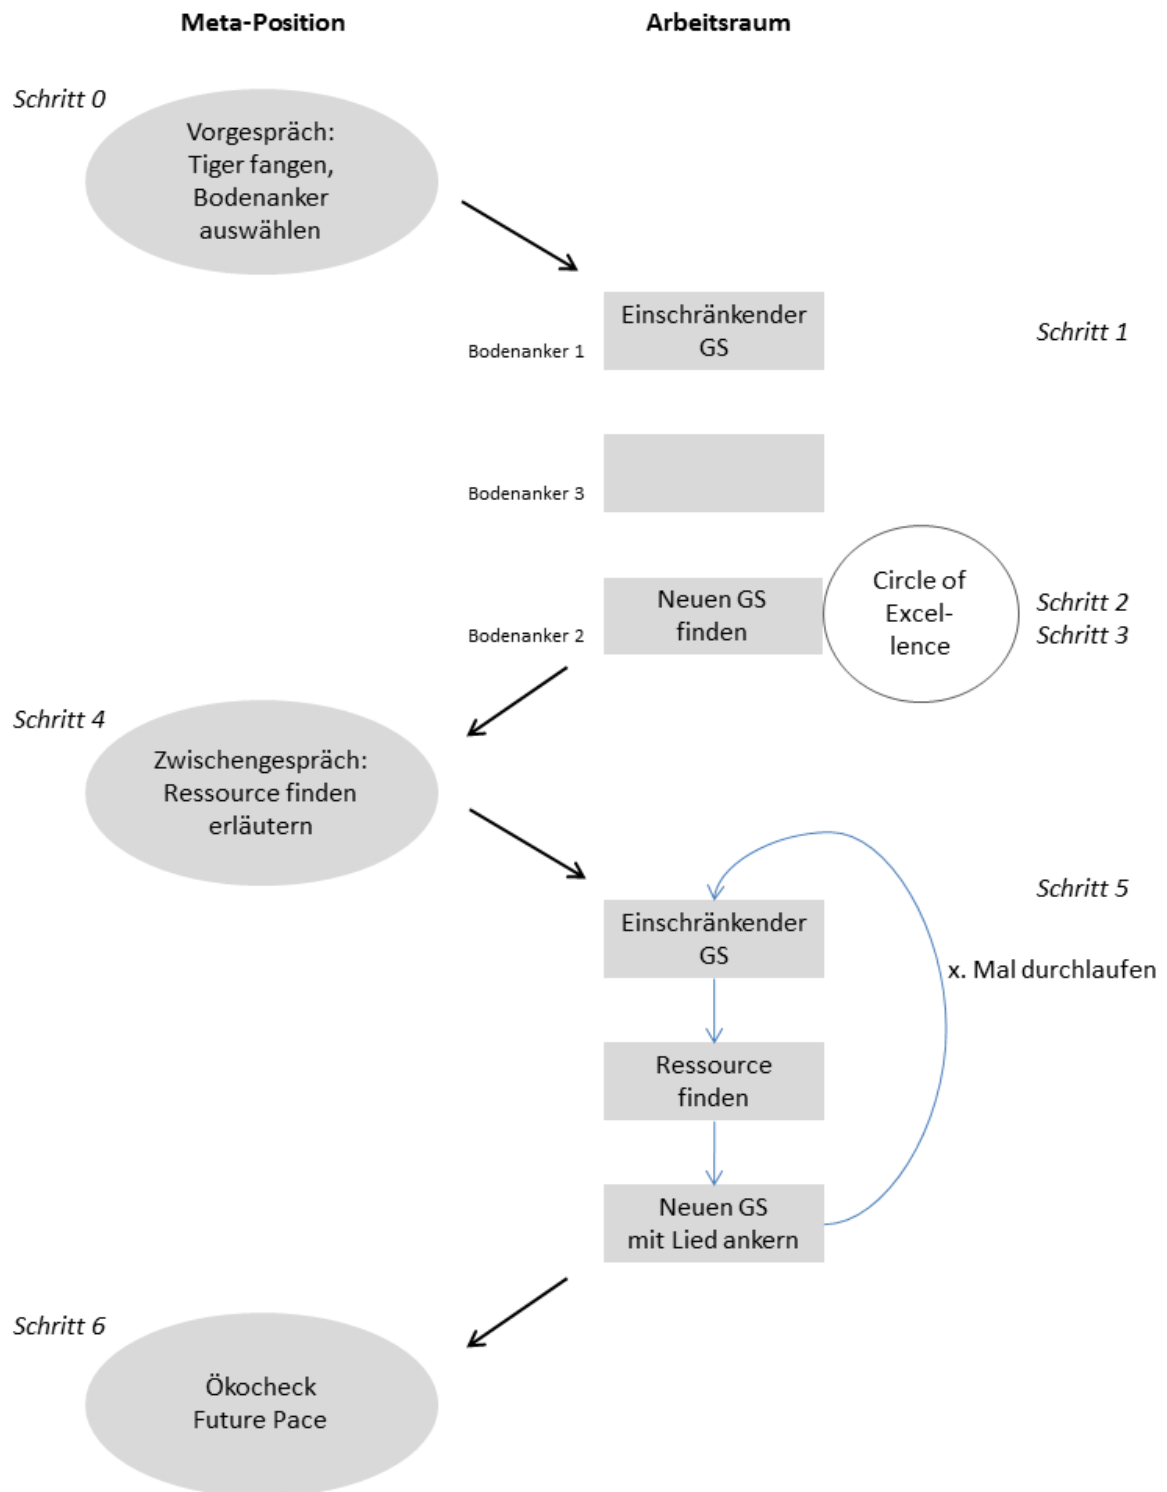 Meta-Position
Arbeitsraum
Schritt 0
Vorgespräch:
Tiger fangen,
Bodenanker
auswählen
Einschränkender
GS
Bodenanker 1
Schritt 1
Bodenanker 3
Neuen GS
finden
Bodenanker 2
Circle of
Excel-
lence
Schritt 2
Schritt 3
Schritt 4
Zwischengespräch:
Ressource finden
erläutern
Schritt 5
Einschränkender
GS
x. Mal durchlaufen
Ressource
finden
Neuen GS
mit Lied ankern
Schritt 6
Ökocheck
Future Pace